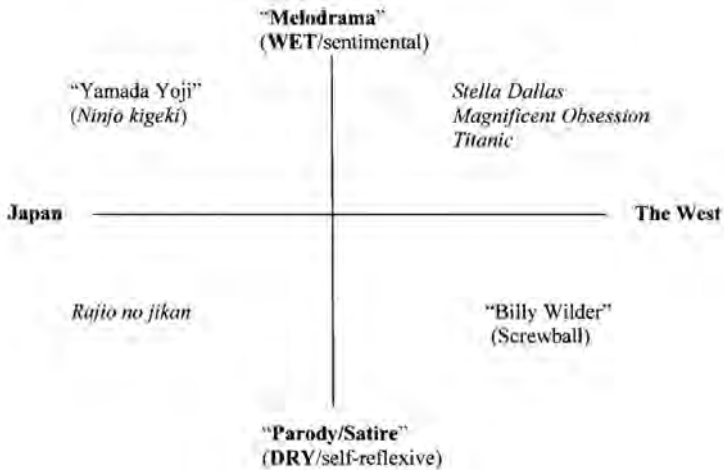 “Melodrama”
(WET/sentimental)
“Yamada Yoji”
(Ninjo kigeki)
Stella Dallas
Magnificent Obsession
Titanic
Japan
The West
Rajio no jikan
“Billy Wilder”
(Screwball)
“Parody/Satire”
(DRY/self-reflexive)